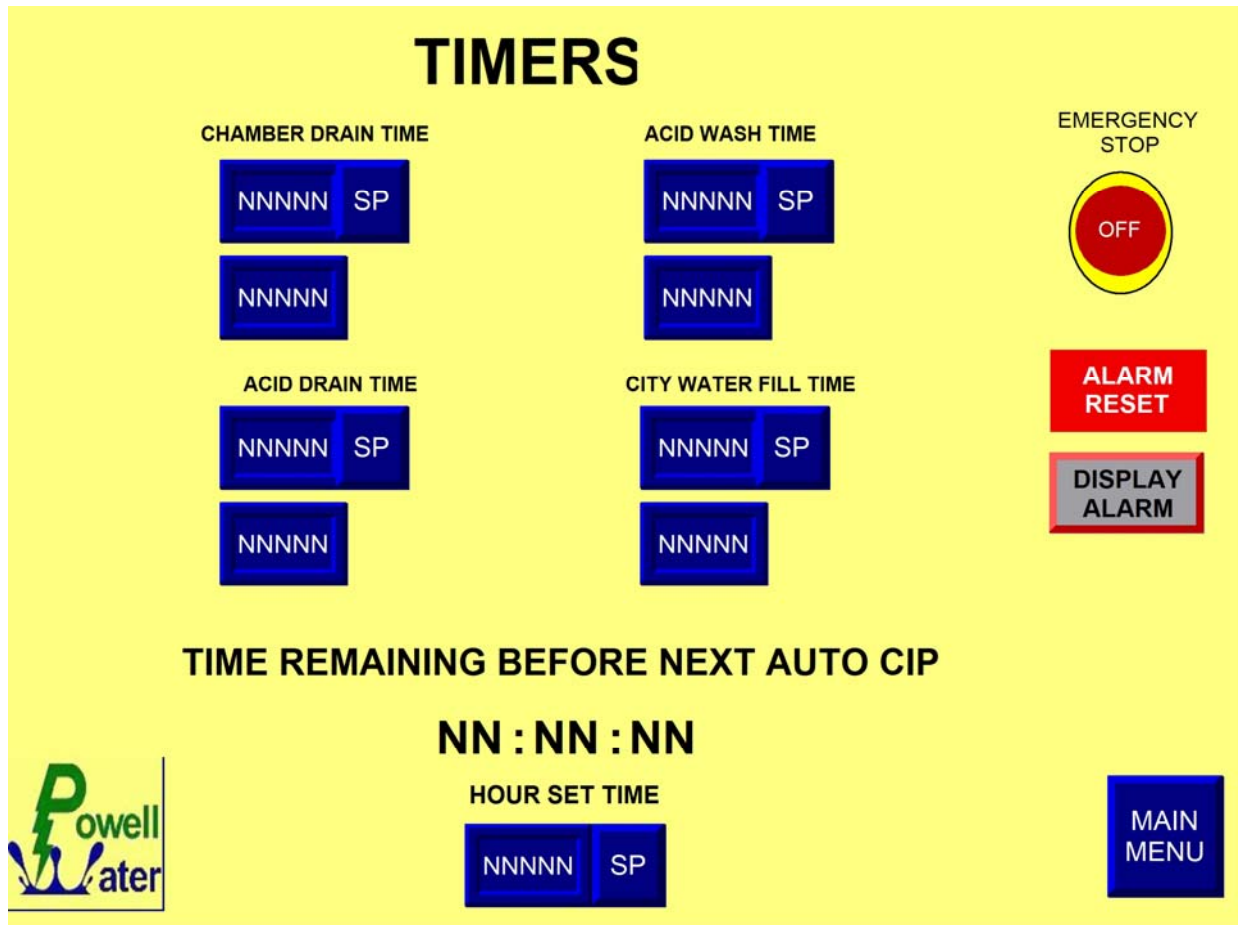 TIMERS
CHAMBER DRAIN TIME
NNNNN SP
NNNNN
ACID WASH TIME
NNNNN SP
NNNNN
EMERGENCY
STOP
OFF
ACID DRAIN TIME
NNNNN SP
NNNNN
CITY WATER FILL TIME
NNNNN SP
NNNNN
ALARM
RESET
DISPLAY
ALARM
TIME REMAINING BEFORE NEXT AUTO CIP
NN : NN : NN
HOUR SET TIME
NNNNN SP
Powell
Water
MAIN
MENU